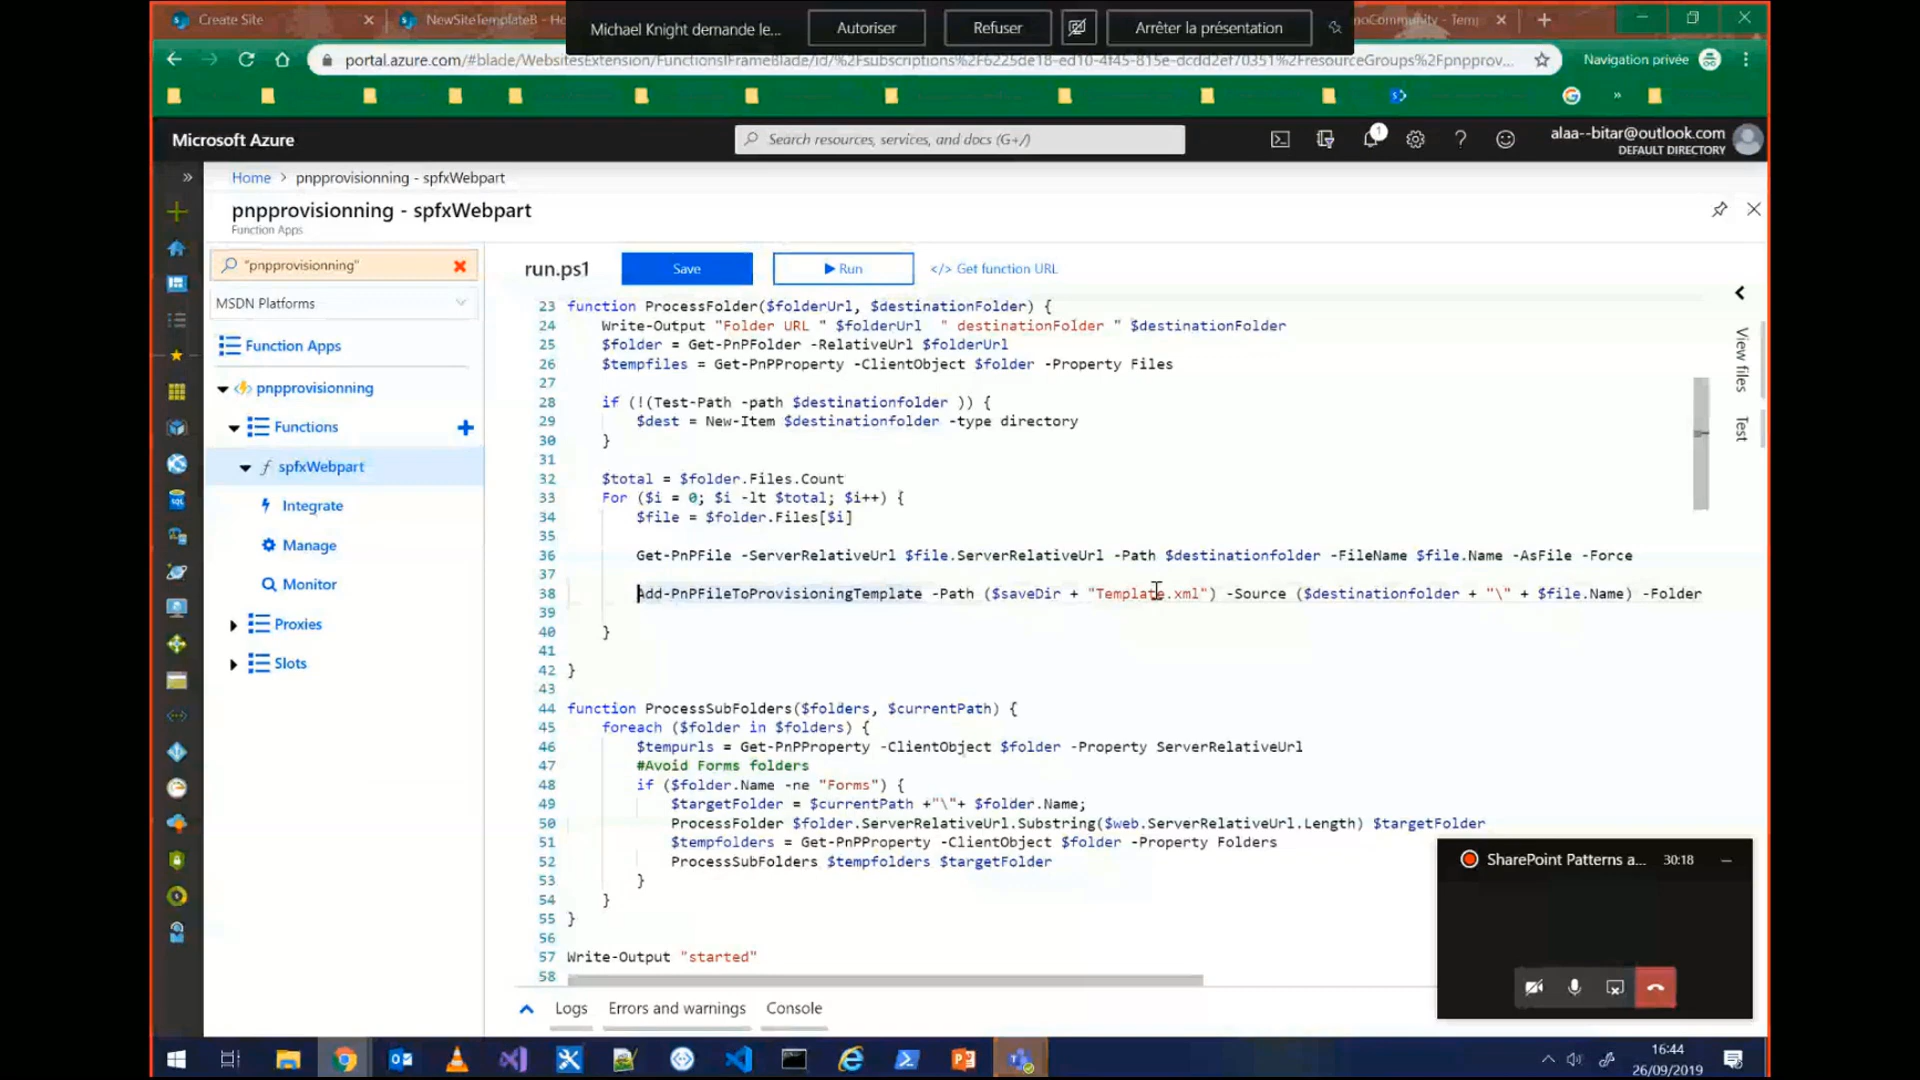 Create Site
NewSiteTemplateB - Ho
Michael Knight demande le...
Autoriser
Refuser
Arrêter la présentation
noCommunity - Temp
portal.azure.com/#blade/WebsitesExtension/FunctionsIFrameBlade/id/%2Fsubscriptions%2F6225de18-ed10-4f45-815e-dcdd2ef70351%2FresourceGroups%2Fpnpprov...
Navigation privée
Microsoft Azure
Search resources, services, and docs (G+/)
1
alaa--bitar@outlook.com
DEFAULT DIRECTORY
Home > pnpprovisionning - spfxWebpart
pnpprovisionning - spfxWebpart
Function Apps
"pnpprovisionning"
MSDN Platforms
Function Apps
pnpprovisionning
Functions
spfxWebpart
Integrate
Manage
Monitor
Proxies
Slots
run.ps1
Save
Run
</> Get function URL
View files
Test
23 function ProcessFolder($folderUrl, $destinationFolder) {
24 Write-Output "Folder URL " $folderUrl " destinationFolder " $destinationFolder
25 $folder = Get-PnPFolder -RelativeUrl $folderUrl
26 $tempfiles = Get-PnPProperty -ClientObject $folder -Property Files
27
28 if (!(Test-Path -path $destinationfolder )) {
29 $dest = New-Item $destinationfolder -type directory
30 }
31
32 $total = $folder.Files.Count
33 For ($i = 0; $i -lt $total; $i++) {
34 $file = $folder.Files[$i]
35
36 Get-PnPFile -ServerRelativeUrl $file.ServerRelativeUrl -Path $destinationfolder -FileName $file.Name -AsFile -Force
37
38 Add-PnPFileToProvisioningTemplate -Path ($saveDir + "Template.xml") -Source ($destinationfolder + "\" + $file.Name) -Folder
39
40 }
41
42 }
43
44 function ProcessSubFolders($folders, $currentPath) {
45 foreach ($folder in $folders) {
46 $tempurls = Get-PnPProperty -ClientObject $folder -Property ServerRelativeUrl
47 #Avoid Forms folders
48 if ($folder.Name -ne "Forms") {
49 $targetFolder = $currentPath +"\"+ $folder.Name;
50 ProcessFolder $folder.ServerRelativeUrl.Substring($web.ServerRelativeUrl.Length) $targetFolder
51 $tempfolders = Get-PnPProperty -ClientObject $folder -Property Folders
52 ProcessSubFolders $tempfolders $targetFolder
53 }
54 }
55 }
56
57 Write-Output "started"
58
Logs
Errors and warnings
Console
SharePoint Patterns a...
30:18
16:44
26/09/2019